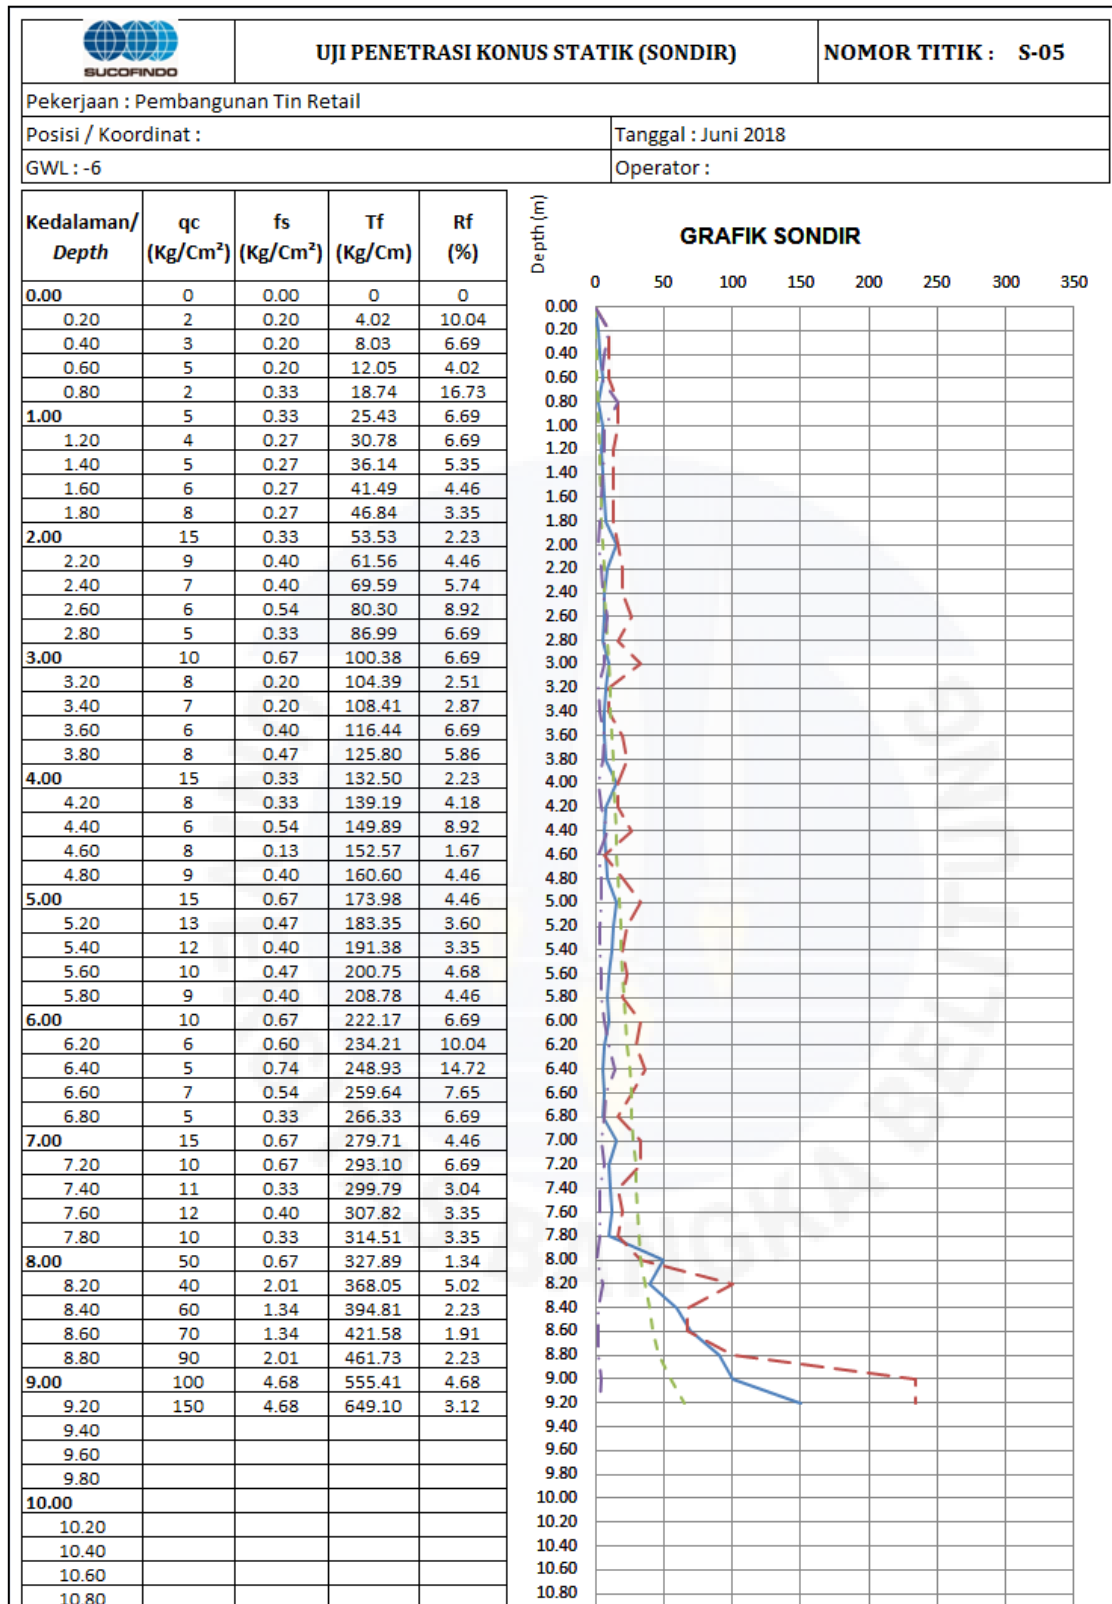 SUCOFINDO
UJI PENETRASI KONUS STATIK (SONDIR)
NOMOR TITIK : S-05
Pekerjaan : Pembangunan Tin Retail
Posisi / Koordinat :
Tanggal : Juni 2018
GWL : -6
Operator :
Kedalaman/ Depth qc (Kg/Cm²) fs (Kg/Cm²) Tf (Kg/Cm) Rf (%)
0.00 0 0.00 0 0
0.20 2 0.20 4.02 10.04
0.40 3 0.20 8.03 6.69
0.60 5 0.20 12.05 4.02
0.80 2 0.33 18.74 16.73
1.00 5 0.33 25.43 6.69
1.20 4 0.27 30.78 6.69
1.40 5 0.27 36.14 5.35
1.60 6 0.27 41.49 4.46
1.80 8 0.27 46.84 3.35
2.00 15 0.33 53.53 2.23
2.20 9 0.40 61.56 4.46
2.40 7 0.40 69.59 5.74
2.60 6 0.54 80.30 8.92
2.80 5 0.33 86.99 6.69
3.00 10 0.67 100.38 6.69
3.20 8 0.20 104.39 2.51
3.40 7 0.20 108.41 2.87
3.60 6 0.40 116.44 6.69
3.80 8 0.47 125.80 5.86
4.00 15 0.33 132.50 2.23
4.20 8 0.33 139.19 4.18
4.40 6 0.54 149.89 8.92
4.60 8 0.13 152.57 1.67
4.80 9 0.40 160.60 4.46
5.00 15 0.67 173.98 4.46
5.20 13 0.47 183.35 3.60
5.40 12 0.40 191.38 3.35
5.60 10 0.47 200.75 4.68
5.80 9 0.40 208.78 4.46
6.00 10 0.67 222.17 6.69
6.20 6 0.60 234.21 10.04
6.40 5 0.74 248.93 14.72
6.60 7 0.54 259.64 7.65
6.80 5 0.33 266.33 6.69
7.00 15 0.67 279.71 4.46
7.20 10 0.67 293.10 6.69
7.40 11 0.33 299.79 3.04
7.60 12 0.40 307.82 3.35
7.80 10 0.33 314.51 3.35
8.00 50 0.67 327.89 1.34
8.20 40 2.01 368.05 5.02
8.40 60 1.34 394.81 2.23
8.60 70 1.34 421.58 1.91
8.80 90 2.01 461.73 2.23
9.00 100 4.68 555.41 4.68
9.20 150 4.68 649.10 3.12
9.40
9.60
9.80
10.00
10.20
10.40
10.60
10.80
GRAFIK SONDIR
Depth (m)
0 50 100 150 200 250 300 350
0.00
0.20
0.40
0.60
0.80
1.00
1.20
1.40
1.60
1.80
2.00
2.20
2.40
2.60
2.80
3.00
3.20
3.40
3.60
3.80
4.00
4.20
4.40
4.60
4.80
5.00
5.20
5.40
5.60
5.80
6.00
6.20
6.40
6.60
6.80
7.00
7.20
7.40
7.60
7.80
8.00
8.20
8.40
8.60
8.80
9.00
9.20
9.40
9.60
9.80
10.00
10.20
10.40
10.60
10.80
BANGKA BELITUNG